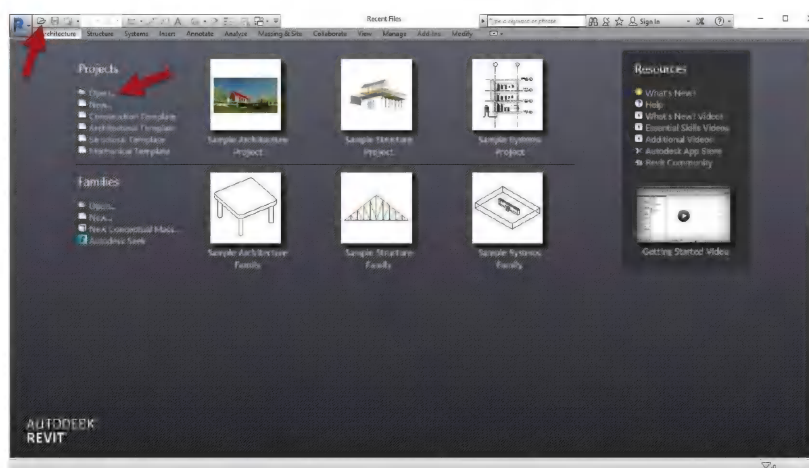 Recent Files
Type a keyword or phrase
Sign In
Architecture Structure Systems Insert Annotate Analyze Massing & Site Collaborate View Manage Add-Ins Modify
Projects
Open...
New...
Construction Template
Architectural Template
Structural Template
Mechanical Template
Sample Architecture
Project
Sample Structure
Project
Sample Systems
Project
Families
Open...
New...
New Conceptual Mass...
Autodesk Seek
Sample Architecture
Family
Sample Structure
Family
Sample Systems
Family
Resources
What's New?
Help
What's New? Videos
Essential Skills Videos
Additional Videos
Autodesk App Store
Revit Community
Getting Started Video
AUTODESK
REVIT